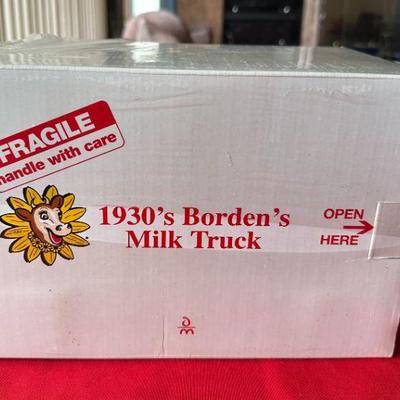 FRAGILE
handle with care
1930's Borden's
Milk Truck
OPEN
HERE